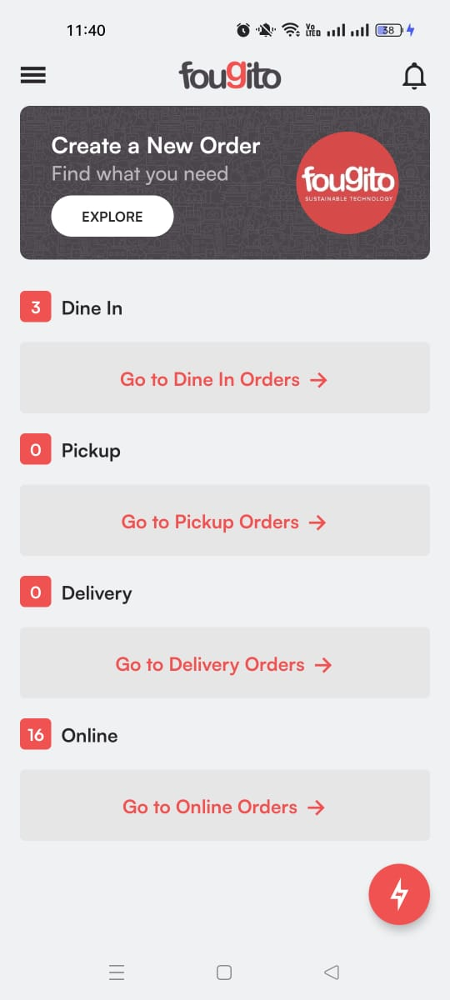 11:40
VO LTED
38
fougito
Create a New Order
Find what you need
EXPLORE
fougito
SUSTAINABLE TECHNOLOGY
3 Dine In
Go to Dine In Orders →
0 Pickup
Go to Pickup Orders →
0 Delivery
Go to Delivery Orders →
16 Online
Go to Online Orders →